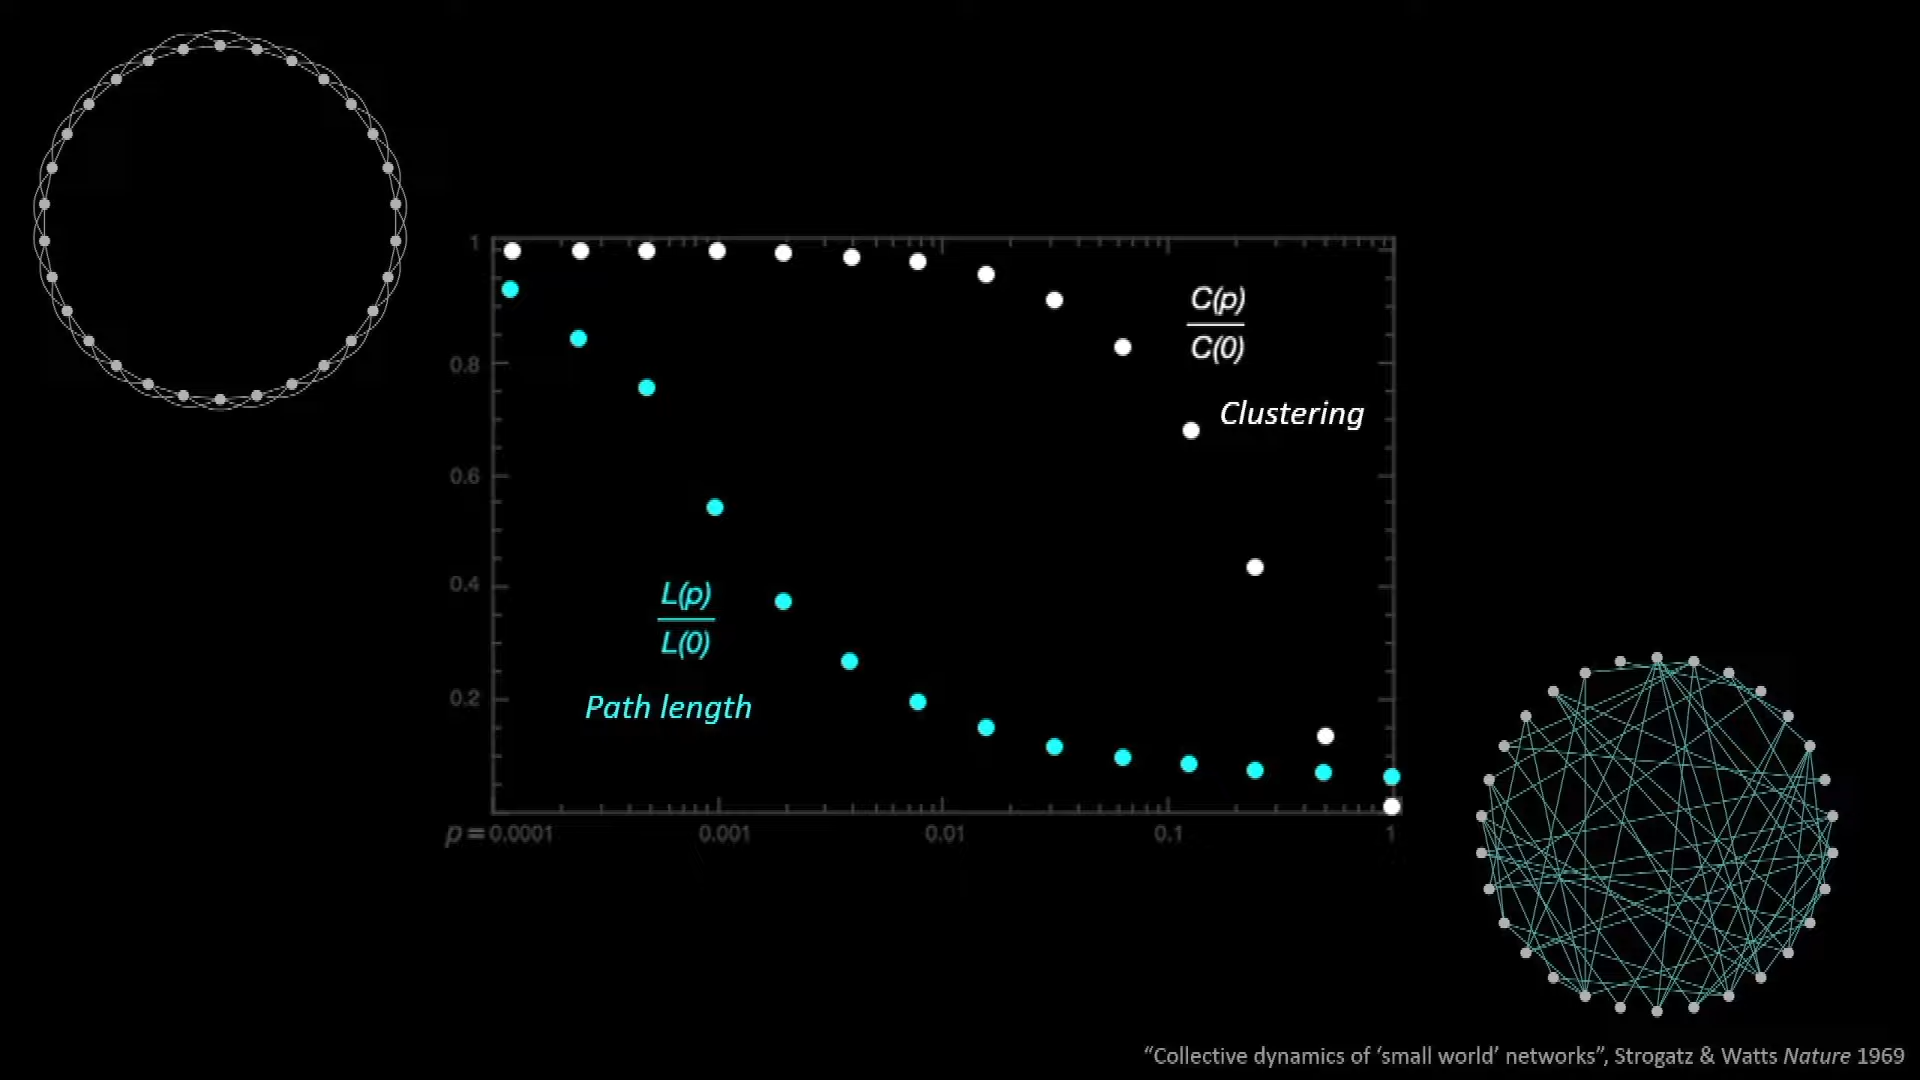 1
C(p)
C(0)
0.8
Clustering
0.6
0.4
L(p)
L(0)
0.2
Path length
p = 0.0001 0.001 0.01 0.1 1
“Collective dynamics of ‘small world’ networks”, Strogatz & Watts Nature 1969